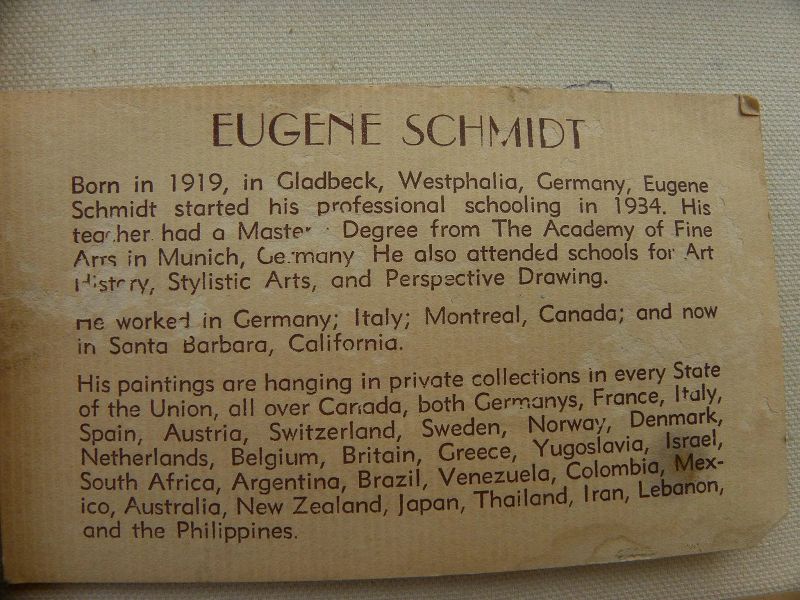 EUGENE SCHMIDT
Born in 1919, in Gladbeck, Westphalia, Germany, Eugene
Schmidt started his professional schooling in 1934. His
teacher had a Master Degree from The Academy of Fine
Arts in Munich, Germany He also attended schools for Art
History, Stylistic Arts, and Perspective Drawing.
He worked in Germany; Italy; Montreal, Canada; and now
in Santa Barbara, California.
His paintings are hanging in private collections in every State
of the Union, all over Canada, both Germanys, France, Italy,
Spain, Austria, Switzerland, Sweden, Norway, Denmark,
Netherlands, Belgium, Britain, Greece, Yugoslavia, Israel,
South Africa, Argentina, Brazil, Venezuela, Colombia, Mex-
ico, Australia, New Zealand, Japan, Thailand, Iran, Lebanon,
and the Philippines.